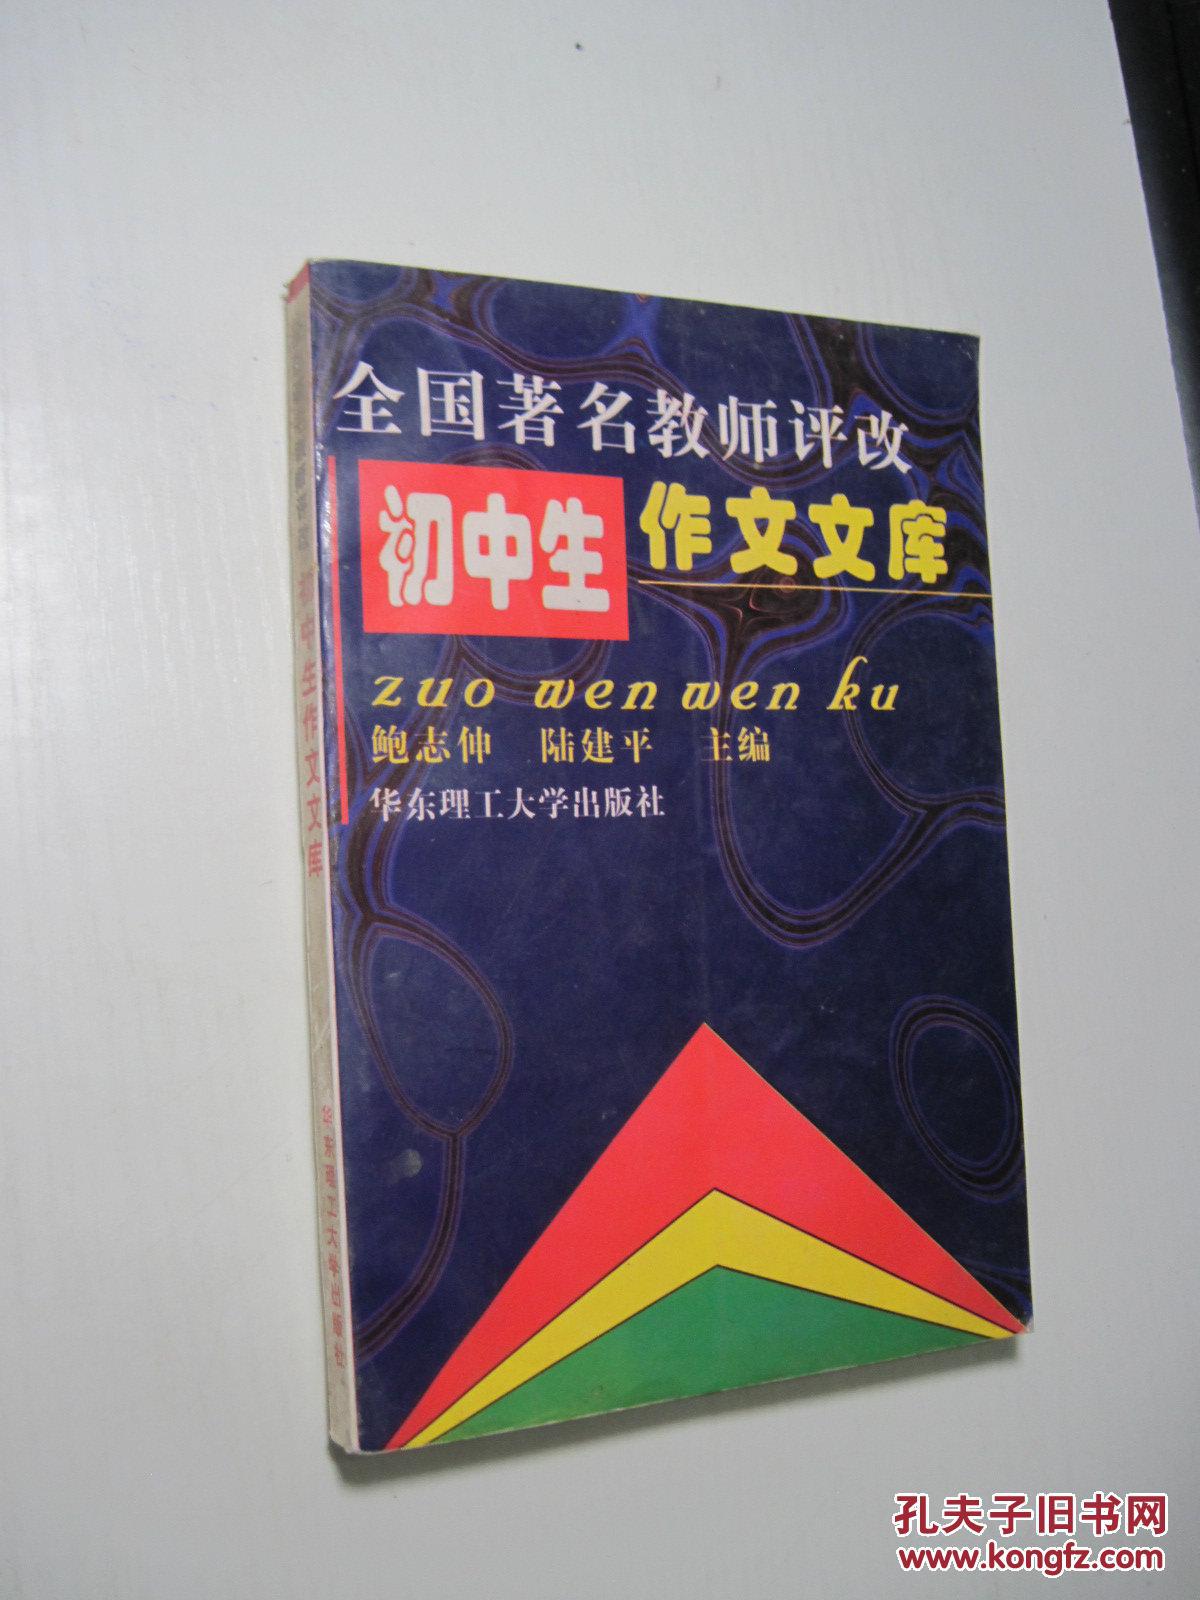 全国著名教师评改
初中生 作文文库
zuo wen wen ku
鲍志伸 陆建平 主编
华东理工大学出版社
初中生作文文库
华东理工大学出版社
孔夫子旧书网
www.kongfz.com